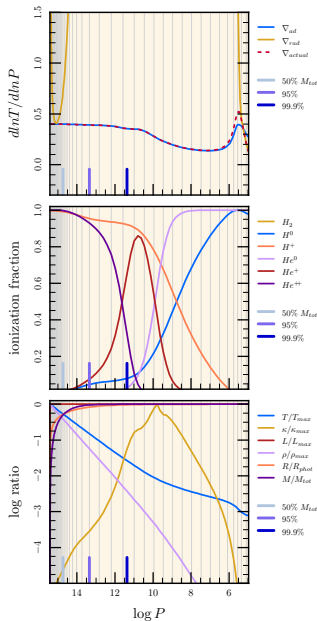 1.5
1.0
0.5
0.0
dlnT/dlnP
∇ad
∇rad
∇actual
50% Mtot
95%
99.9%
1.0
0.8
0.6
0.4
0.2
ionization fraction
H2
H0
H+
He0
He+
He++
50% Mtot
95%
99.9%
0
−1
−2
−3
−4
log ratio
T/Tmax
κ/κmax
L/Lmax
ρ/ρmax
R/Rphot
M/Mtot
50% Mtot
95%
99.9%
14 12 10 8 6
log P